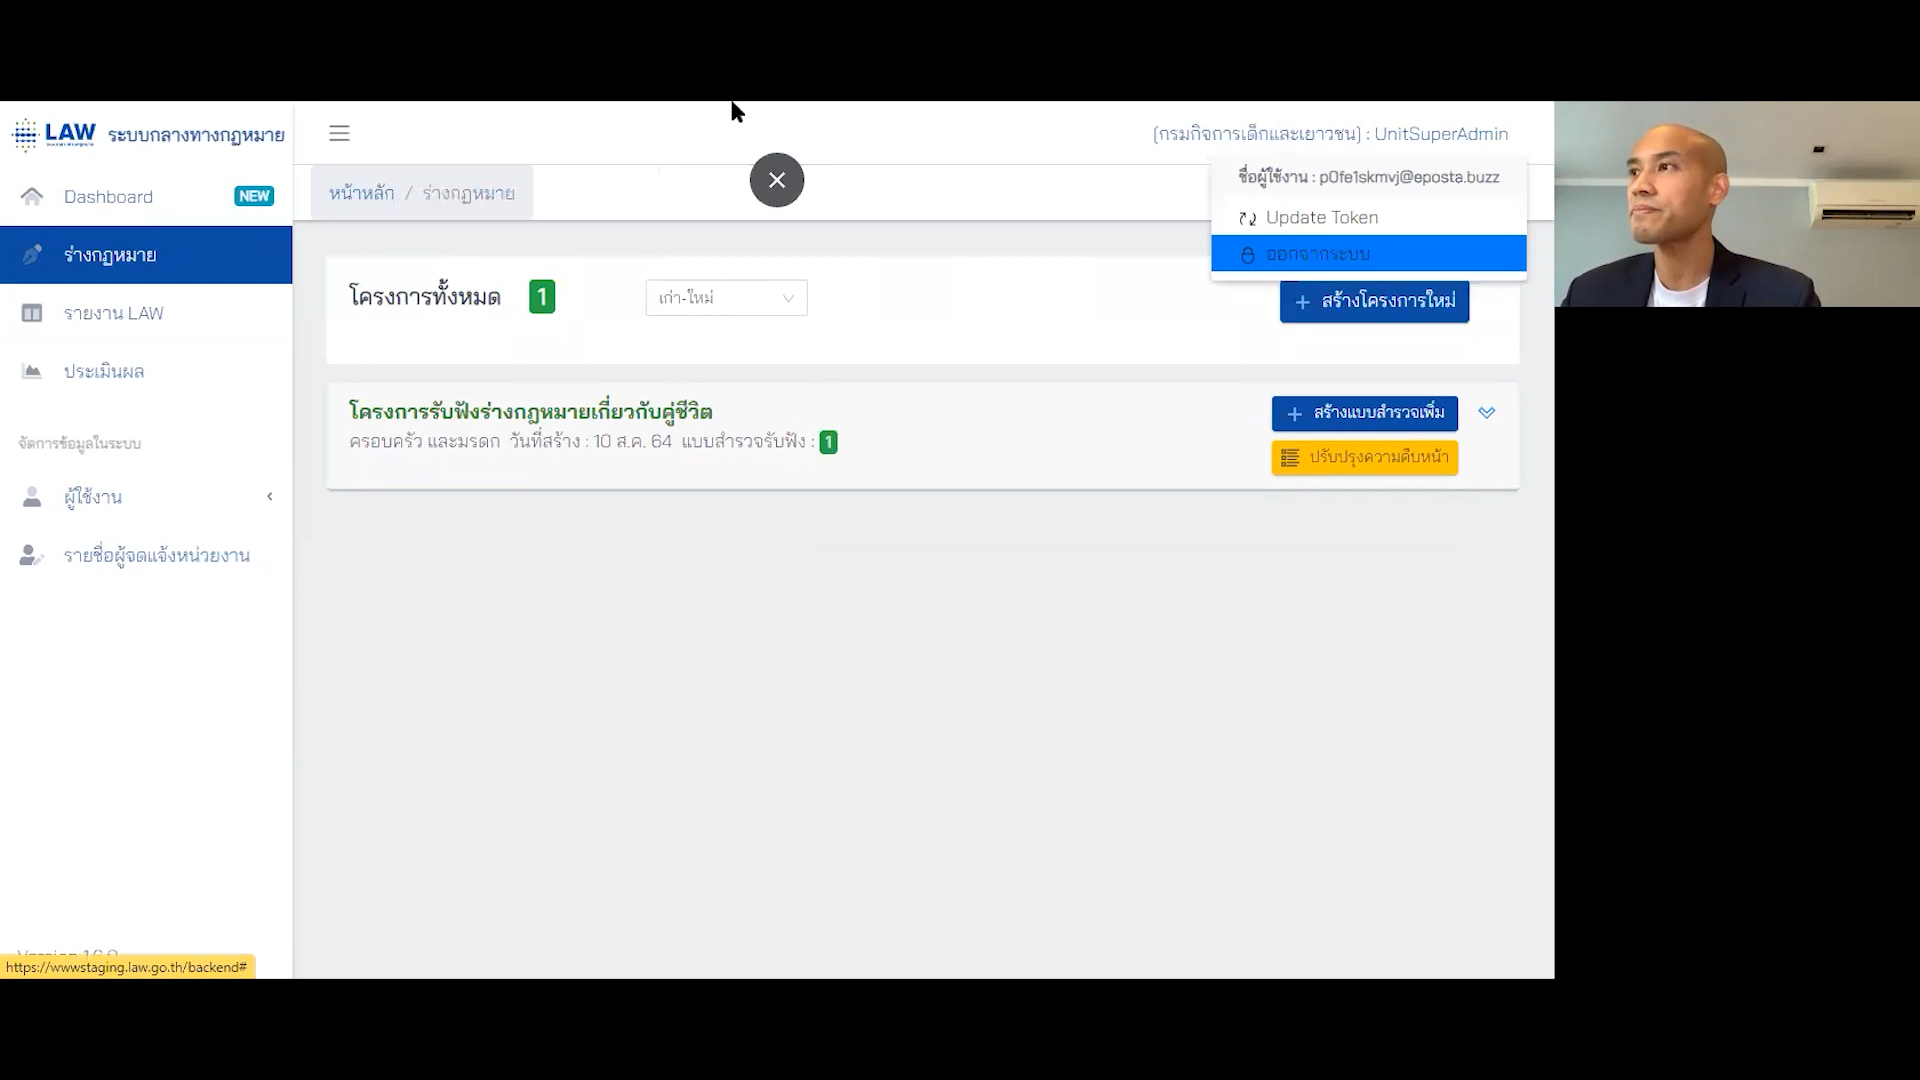 LAW ระบบกลางทางกฎหมาย
[กรมกิจการเด็กและเยาวชน] : UnitSuperAdmin
ชื่อผู้ใช้งาน : p0fe1skmvj@eposta.buzz
Update Token
ออกจากระบบ
Dashboard NEW
ร่างกฎหมาย
รายงาน LAW
ประเมินผล
จัดการข้อมูลในระบบ
ผู้ใช้งาน
รายชื่อผู้จดแจ้งหน่วยงาน
หน้าหลัก / ร่างกฎหมาย
โครงการทั้งหมด 1
เก่า-ใหม่
สร้างโครงการใหม่
โครงการรับฟังร่างกฎหมายเกี่ยวกับคู่ชีวิต
ครอบครัว และมรดก วันที่สร้าง : 10 ส.ค. 64 แบบสำรวจรับฟัง : 1
สร้างแบบสำรวจเพิ่ม
ปรับปรุงความคืบหน้า
https://wwwstaging.law.go.th/backend#